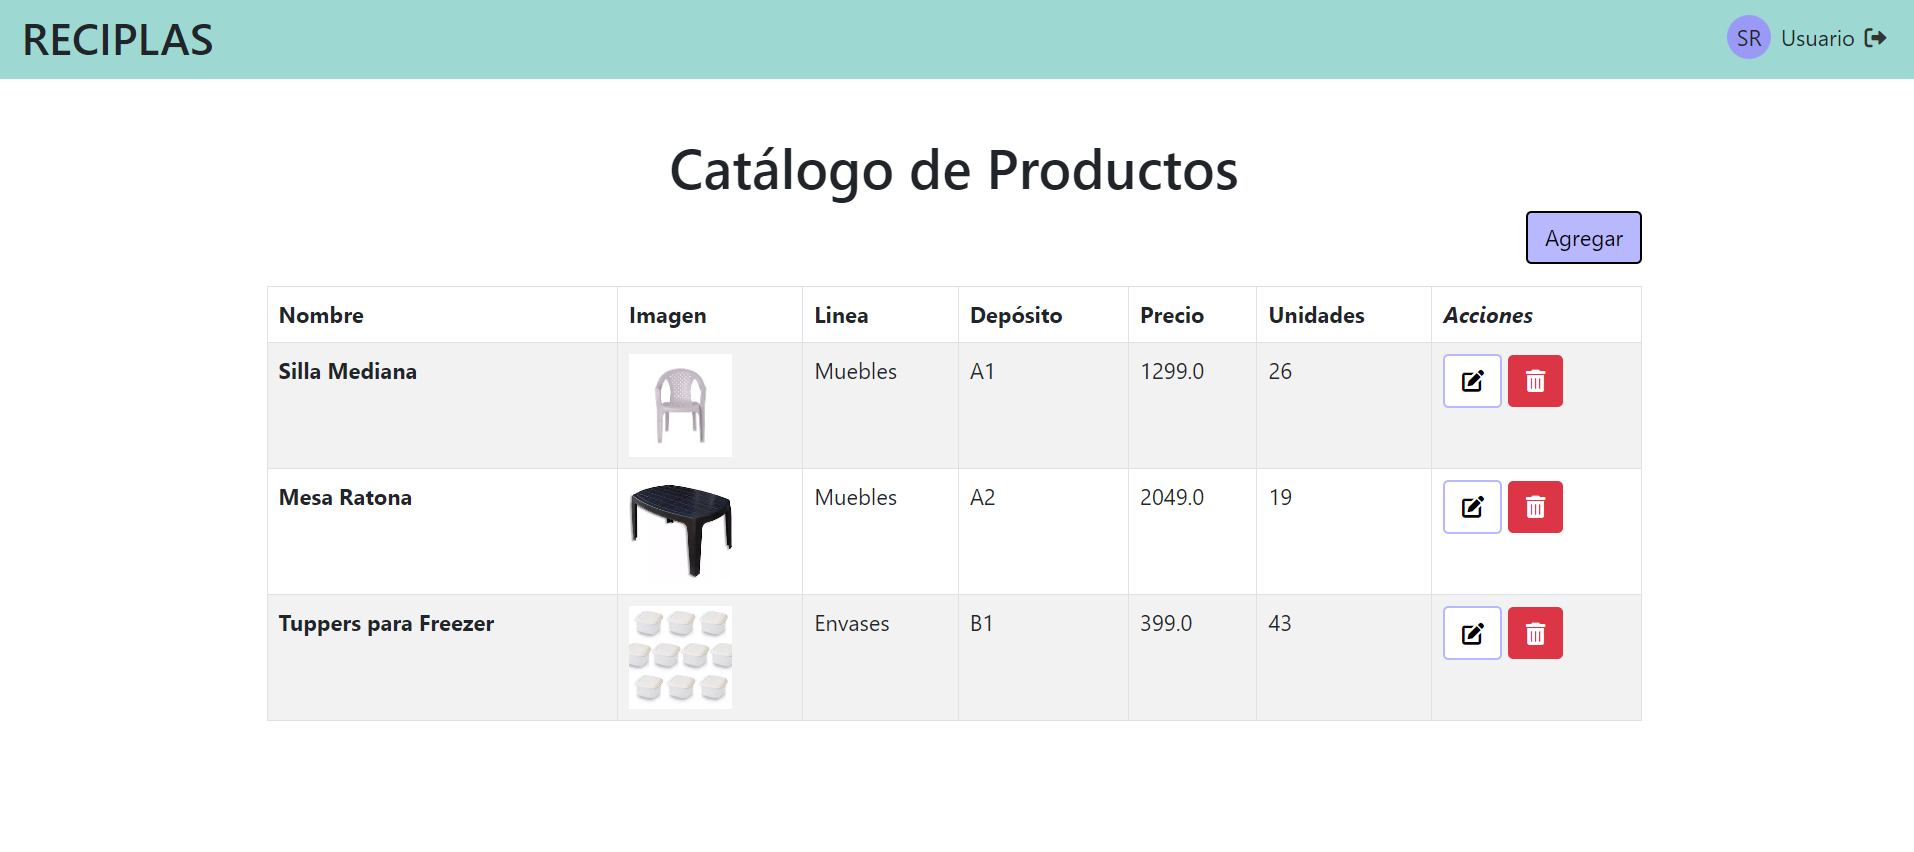 RECIPLAS
SR Usuario
Catálogo de Productos
Agregar
Nombre Imagen Linea Depósito Precio Unidades Acciones
Silla Mediana Muebles A1 1299.0 26
Mesa Ratona Muebles A2 2049.0 19
Tuppers para Freezer Envases B1 399.0 43